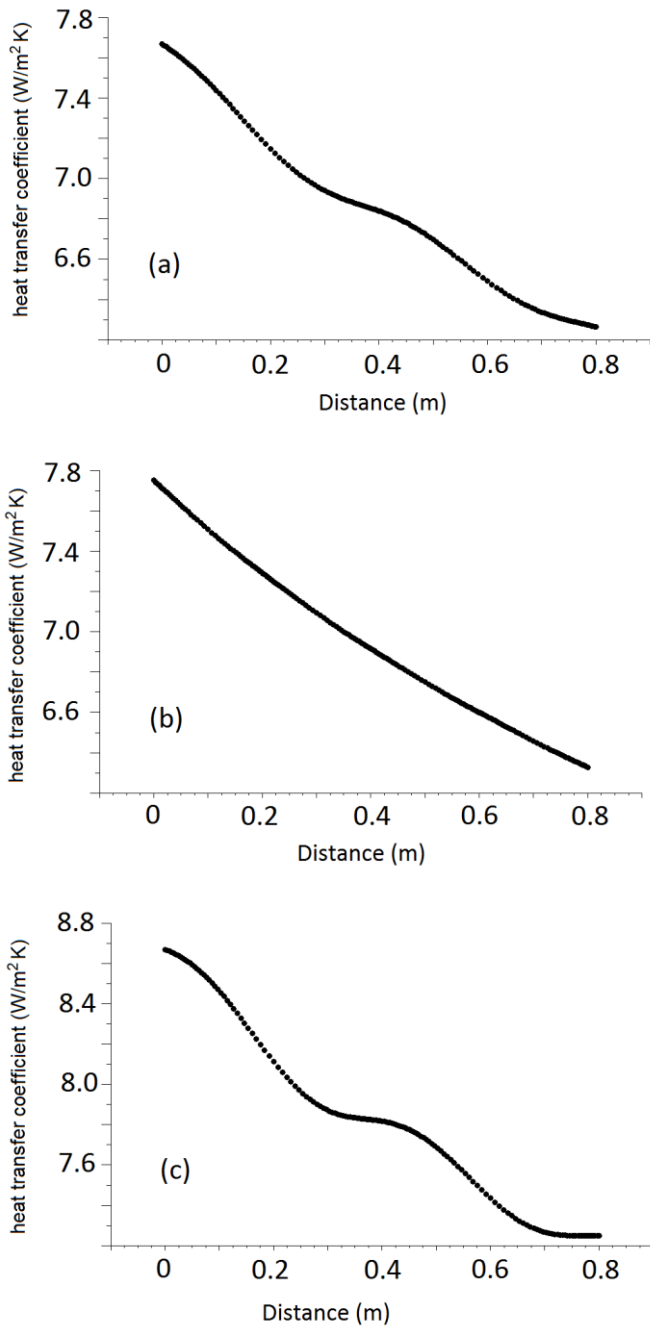 7.8
7.4
7.0
6.6
heat transfer coefficient (W/m² K)
(a)
0 0.2 0.4 0.6 0.8
Distance (m)
7.8
7.4
7.0
6.6
heat transfer coefficient (W/m² K)
(b)
0 0.2 0.4 0.6 0.8
Distance (m)
8.8
8.4
8.0
7.6
heat transfer coefficient (W/m² K)
(c)
0 0.2 0.4 0.6 0.8
Distance (m)